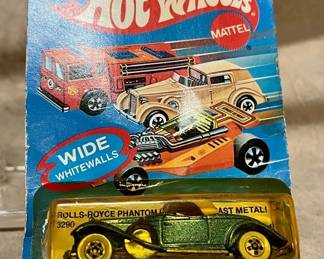 Hot Wheels
MATTEL
WIDE
WHITEWALLS
ROLLS-ROYCE PHANTOM
AST METAL!
3290